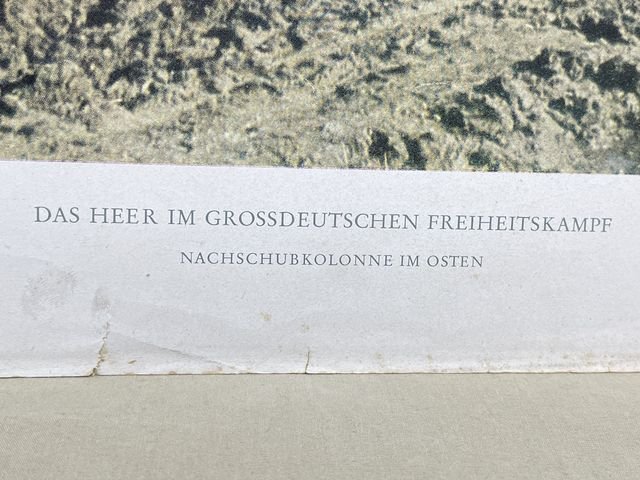 DAS HEER IM GROSSDEUTSCHEN FREIHEITSKAMPF
NACHSCHUBKOLONNE IM OSTEN